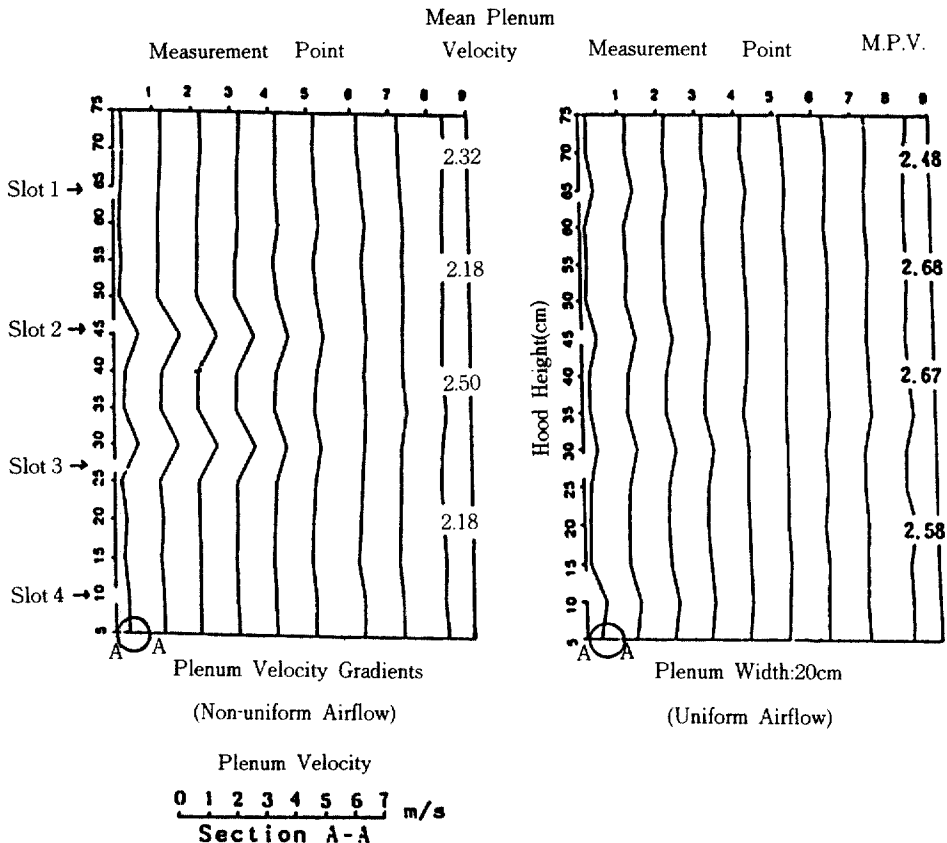 Mean Plenum
Measurement Point Velocity Measurement Point M.P.V.
1 2 3 4 5 6 7 8 9
1 2 3 4 5 6 7 8 9
75
70
Slot 1 → 65
60
55
50
Slot 2 → 45
40
35
30
Slot 3 → 25
20
15
Slot 4 → 10
5
2.32
2.18
2.50
2.18
Hood Height(cm)
75
70
65
60
55
50
45
40
35
30
25
20
15
10
5
2.48
2.68
2.67
2.58
A A
A A
Plenum Velocity Gradients
(Non-uniform Airflow)
Plenum Width:20cm
(Uniform Airflow)
Plenum Velocity
0 1 2 3 4 5 6 7 m/s
Section A-A